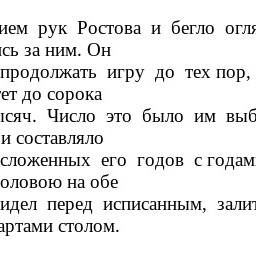 ием рук Ростова и бегло огля
сь за ним. Он
продолжать игру до тех пор,
ет до сорока
сяч. Число это было им выб
и составляло
сложенных его годов с годами
оловою на обе
идел перед исписанным, залит
артами столом.